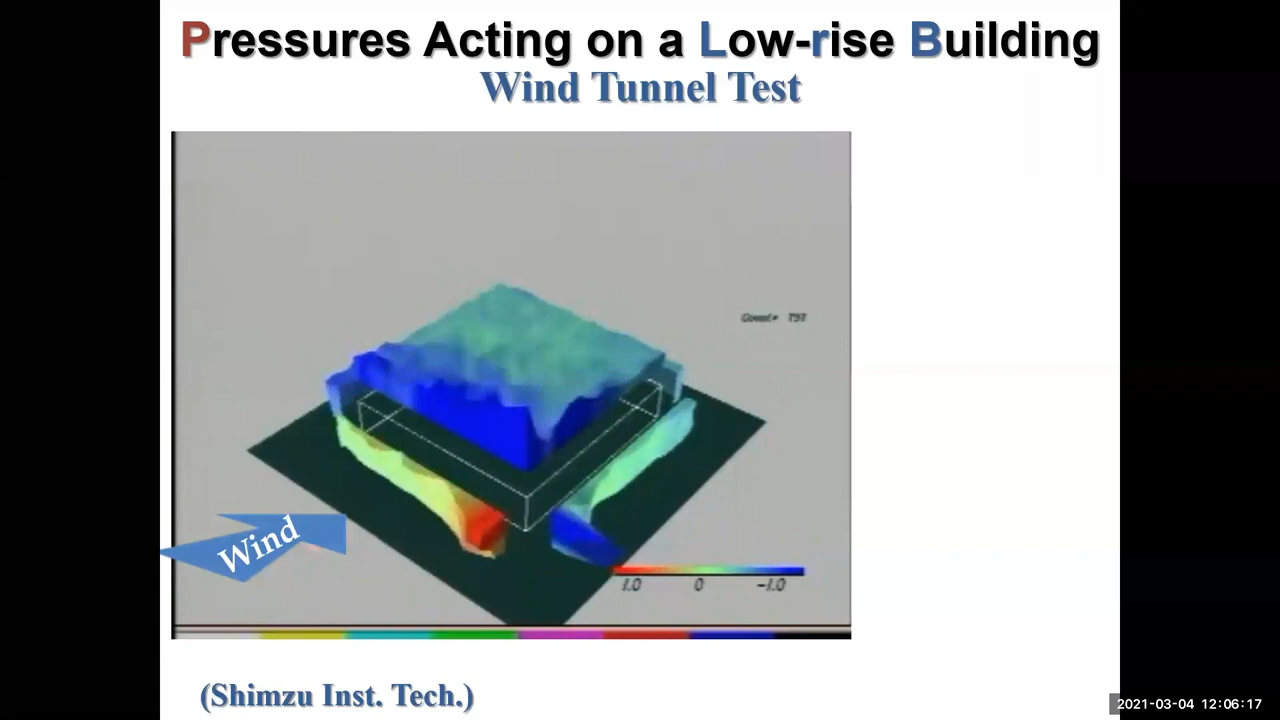 Pressures Acting on a Low-rise Building
Wind Tunnel Test
Wind
1.0 0 -1.0
(Shimzu Inst. Tech.)
2021-03-04 12:06:17